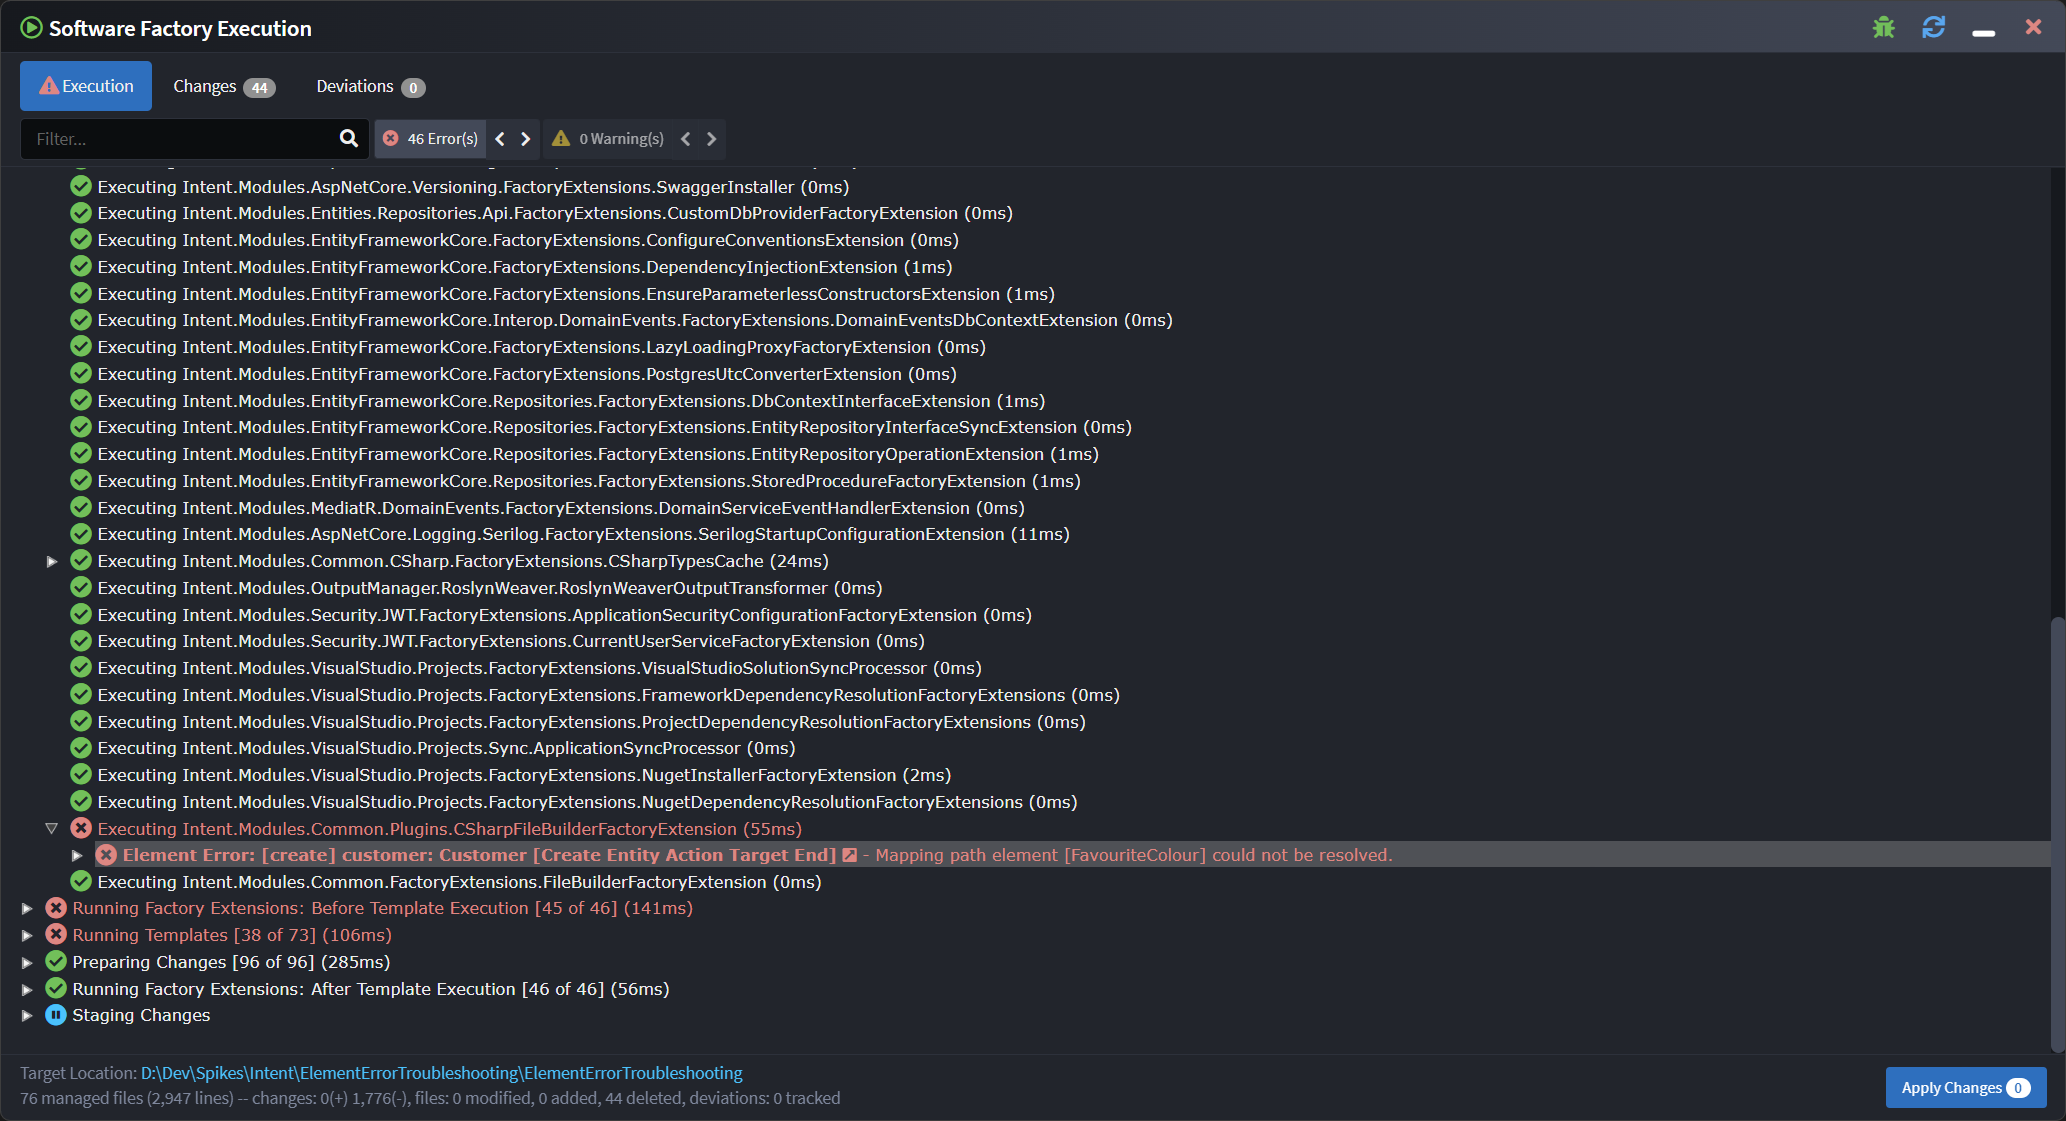 Software Factory Execution
Execution
Changes 44
Deviations 0
Filter...
46 Error(s)
0 Warning(s)
Executing Intent.Modules.AspNetCore.Versioning.FactoryExtensions.SwaggerInstaller (0ms)
Executing Intent.Modules.Entities.Repositories.Api.FactoryExtensions.CustomDbProviderFactoryExtension (0ms)
Executing Intent.Modules.EntityFrameworkCore.FactoryExtensions.ConfigureConventionsExtension (0ms)
Executing Intent.Modules.EntityFrameworkCore.FactoryExtensions.DependencyInjectionExtension (1ms)
Executing Intent.Modules.EntityFrameworkCore.FactoryExtensions.EnsureParameterlessConstructorsExtension (1ms)
Executing Intent.Modules.EntityFrameworkCore.Interop.DomainEvents.FactoryExtensions.DomainEventsDbContextExtension (0ms)
Executing Intent.Modules.EntityFrameworkCore.FactoryExtensions.LazyLoadingProxyFactoryExtension (0ms)
Executing Intent.Modules.EntityFrameworkCore.FactoryExtensions.PostgresUtcConverterExtension (0ms)
Executing Intent.Modules.EntityFrameworkCore.Repositories.FactoryExtensions.DbContextInterfaceExtension (1ms)
Executing Intent.Modules.EntityFrameworkCore.Repositories.FactoryExtensions.EntityRepositoryInterfaceSyncExtension (0ms)
Executing Intent.Modules.EntityFrameworkCore.Repositories.FactoryExtensions.EntityRepositoryOperationExtension (1ms)
Executing Intent.Modules.EntityFrameworkCore.Repositories.FactoryExtensions.StoredProcedureFactoryExtension (1ms)
Executing Intent.Modules.MediatR.DomainEvents.FactoryExtensions.DomainServiceEventHandlerExtension (0ms)
Executing Intent.Modules.AspNetCore.Logging.Serilog.FactoryExtensions.SerilogStartupConfigurationExtension (11ms)
Executing Intent.Modules.Common.CSharp.FactoryExtensions.CSharpTypesCache (24ms)
Executing Intent.Modules.OutputManager.RoslynWeaver.RoslynWeaverOutputTransformer (0ms)
Executing Intent.Modules.Security.JWT.FactoryExtensions.ApplicationSecurityConfigurationFactoryExtension (0ms)
Executing Intent.Modules.Security.JWT.FactoryExtensions.CurrentUserServiceFactoryExtension (0ms)
Executing Intent.Modules.VisualStudio.Projects.FactoryExtensions.VisualStudioSolutionSyncProcessor (0ms)
Executing Intent.Modules.VisualStudio.Projects.FactoryExtensions.FrameworkDependencyResolutionFactoryExtensions (0ms)
Executing Intent.Modules.VisualStudio.Projects.FactoryExtensions.ProjectDependencyResolutionFactoryExtensions (0ms)
Executing Intent.Modules.VisualStudio.Projects.Sync.ApplicationSyncProcessor (0ms)
Executing Intent.Modules.VisualStudio.Projects.FactoryExtensions.NugetInstallerFactoryExtension (2ms)
Executing Intent.Modules.VisualStudio.Projects.FactoryExtensions.NugetDependencyResolutionFactoryExtensions (0ms)
Executing Intent.Modules.Common.Plugins.CSharpFileBuilderFactoryExtension (55ms)
Element Error: [create] customer: Customer [Create Entity Action Target End] - Mapping path element [FavouriteColour] could not be resolved.
Executing Intent.Modules.Common.FactoryExtensions.FileBuilderFactoryExtension (0ms)
Running Factory Extensions: Before Template Execution [45 of 46] (141ms)
Running Templates [38 of 73] (106ms)
Preparing Changes [96 of 96] (285ms)
Running Factory Extensions: After Template Execution [46 of 46] (56ms)
Staging Changes
Target Location: D:\Dev\Spikes\Intent\ElementErrorTroubleshooting\ElementErrorTroubleshooting
76 managed files (2,947 lines) -- changes: 0(+) 1,776(-), files: 0 modified, 0 added, 44 deleted, deviations: 0 tracked
Apply Changes 0